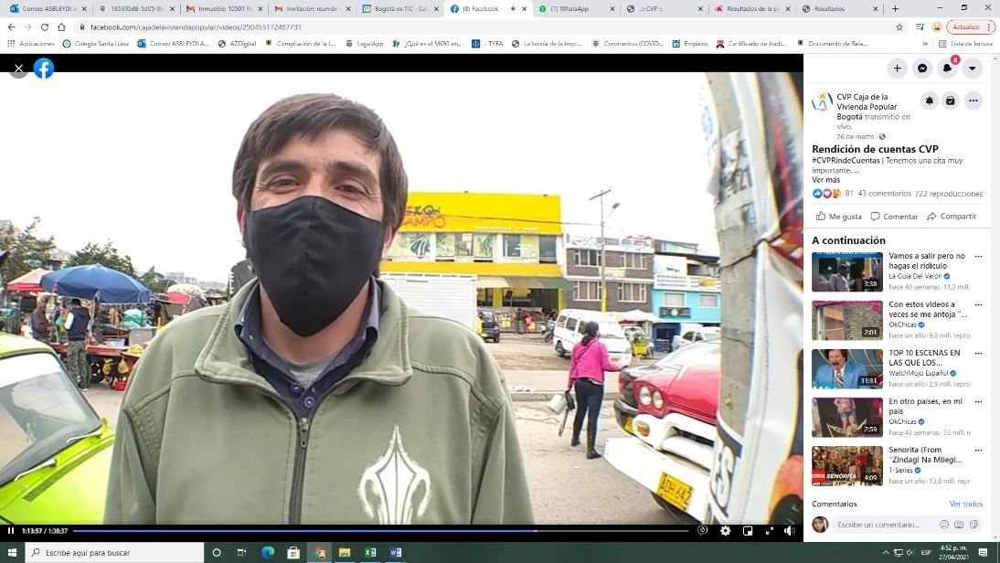 Correo: ASBLEYDI A...
185395d8-5d05-9e...
Inmueble: 10501 R...
Invitación: reunión ...
Bogotá es TIC - Ca...
(8) Facebook
(1) WhatsApp
.:: CVP ::.
Resultados de la p...
Resultados
facebook.com/cajadelaviviendapopular/videos/290455172487731
Actualizar
Aplicaciones
Colegio Santa Luisa
Correo: ASBLEYDI A...
AZDigital
Compilación de la L...
LegalApp
¿Qué es el MIPG en...
- TYBA
La teoría de la impr...
Coronavirus (COVID...
Empleos
Certificado de tradi...
Documento de Rela...
Lista de lectura
8
CVP Caja de la
Vivienda Popular
Bogotá transmitió en
vivo.
26 de marzo ·
Rendición de cuentas CVP
#CVPRindeCuentas | Tenemos una cita muy
importante. ...
Ver más
81 43 comentarios 722 reproducciones
Me gusta
Comentar
Compartir
A continuación
Vamos a salir pero no
hagas el ridículo
La Guía Del Varón
hace 40 semanas · 11,3 mill.
3:38
Con estos videos a
veces se me antoja "...
OkChicas
hace un año · 9,8 mill. repro
2:01
TOP 10 ESCENAS EN
LAS QUE LOS...
WatchMojo Español
hace un año · 2,9 mill. repro
11:31
En otro países, en mi
país
OkChicas
hace 43 semanas · 33 mill. r
2:59
Senorita (From
"Zindagi Na Milegi...
T-Series
hace un año · 13,8 mill. repr
SENORITA
4:09
Comentarios
Ver todos
Escribe un comentario...
CAMPO
ADH 642
1:13:57 / 1:38:37
Escribe aquí para buscar
ESP
4:52 p. m.
27/04/2021